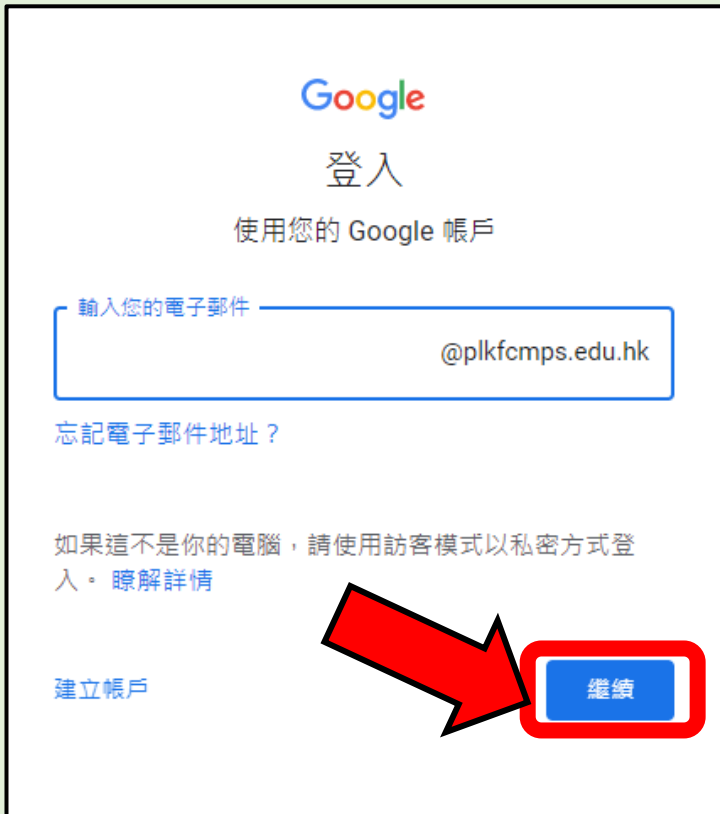 Google
登入
使用您的 Google 帳戶
輸入您的電子郵件
@plkfcmps.edu.hk
忘記電子郵件地址？
如果這不是你的電腦，請使用訪客模式以私密方式登
入。 瞭解詳情
建立帳戶
繼續